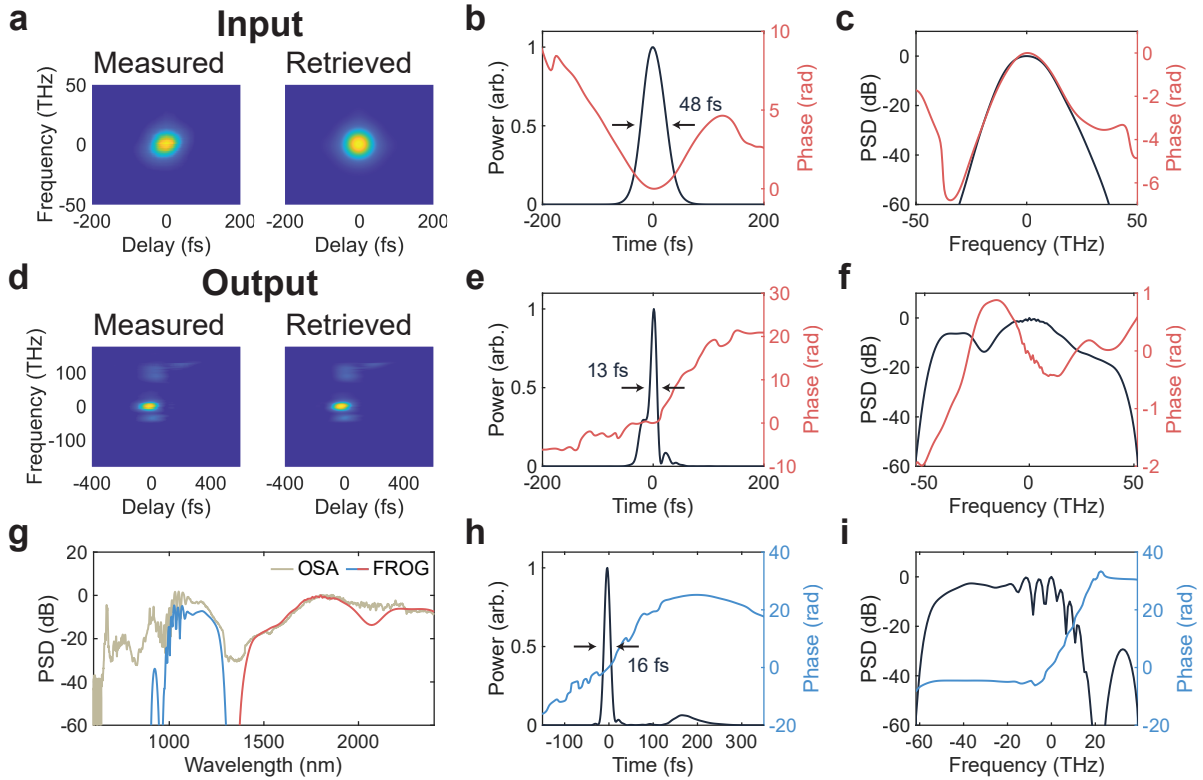 a Input
Measured Retrieved
Frequency (THz)
50
0
-50
-200 0 200 -200 0 200
Delay (fs) Delay (fs)
b
Power (arb.)
1
0.5
0
48 fs
10
5
0
Phase (rad)
-200 0 200
Time (fs)
c
PSD (dB)
0
-20
-40
-60
0
-2
-4
-6
Phase (rad)
-50 0 50
Frequency (THz)
d Output
Measured Retrieved
Frequency (THz)
100
0
-100
-400 0 400 -400 0 400
Delay (fs) Delay (fs)
e
Power (arb.)
1
0.5
0
13 fs
30
20
10
0
-10
Phase (rad)
-200 0 200
Time (fs)
f
PSD (dB)
0
-20
-40
-60
1
0
-1
-2
Phase (rad)
-50 0 50
Frequency (THz)
g
PSD (dB)
20
0
-20
-40
-60
OSA FROG
1000 1500 2000
Wavelength (nm)
h
Power (arb.)
1
0.5
0
16 fs
40
20
0
-20
Phase (rad)
-100 0 100 200 300
Time (fs)
i
PSD (dB)
0
-20
-40
-60
40
20
0
-20
Phase (rad)
-60 -40 -20 0 20
Frequency (THz)